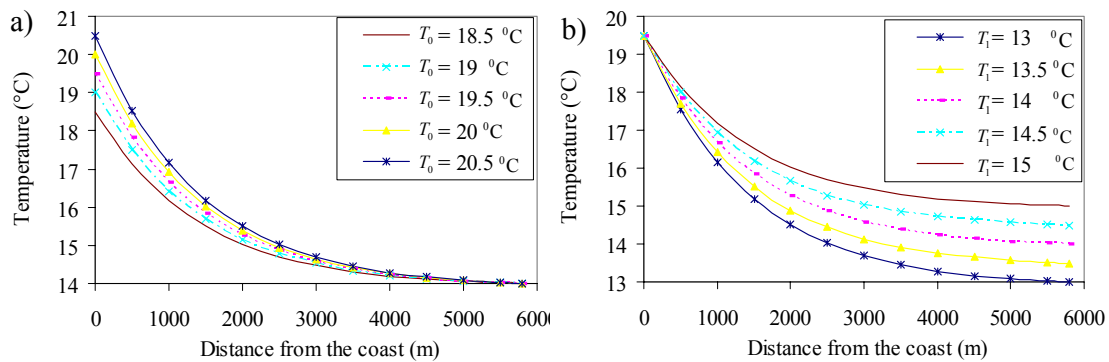 a)
Temperature (°C)
21
20
19
18
17
16
15
14
0 1000 2000 3000 4000 5000 6000
Distance from the coast (m)
T0 = 18.5 ⁰C
T0 = 19 ⁰C
T0 = 19.5 ⁰C
T0 = 20 ⁰C
T0 = 20.5 ⁰C
b)
Temperature (°C)
20
19
18
17
16
15
14
13
0 1000 2000 3000 4000 5000 6000
Distance from the coast (m)
T1 = 13 ⁰C
T1 = 13.5 ⁰C
T1 = 14 ⁰C
T1 = 14.5 ⁰C
T1 = 15 ⁰C